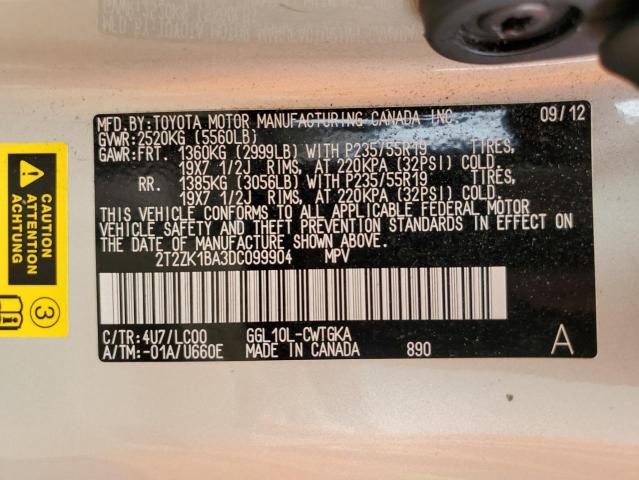 MFD.BY:TOYOTA MOTOR MANUFACTURING CANADA INC. 09/12
GVWR:2520KG (5560LB)
GAWR:FRT. 1360KG (2999LB) WITH P235/55R19 TIRES,
19X7 1/2J RIMS, AT 220KPA (32PSI) COLD.
RR. 1385KG (3056LB) WITH P235/55R19 TIRES,
19X7 1/2J RIMS, AT 220KPA (32PSI) COLD.
THIS VEHICLE CONFORMS TO ALL APPLICABLE FEDERAL MOTOR
VEHICLE SAFETY AND THEFT PREVENTION STANDARDS IN EFFECT ON
THE DATE OF MANUFACTURE SHOWN ABOVE.
2T2ZK1BA3DC099904 MPV
C/TR:4U7/LC00 GGL10L-CWTGKA
A/TM:-01A/U660E MADE IN CANADA 890 A
CAUTION
ATTENTION
ACHTUNG
3